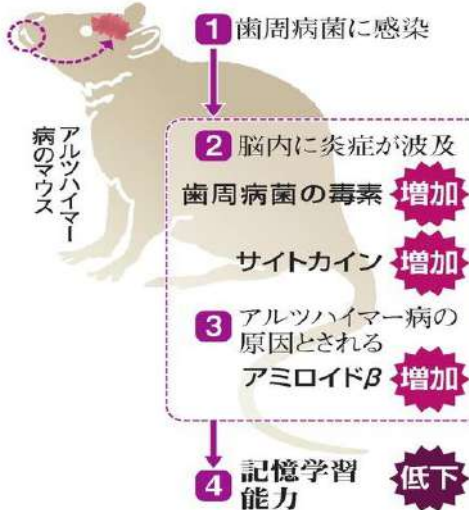 1 歯周病菌に感染
アルツハイマー
病のマウス
2 脳内に炎症が波及
歯周病菌の毒素 増加
サイトカイン 増加
3 アルツハイマー病の
原因とされる
アミロイドβ 増加
4 記憶学習
能力 低下